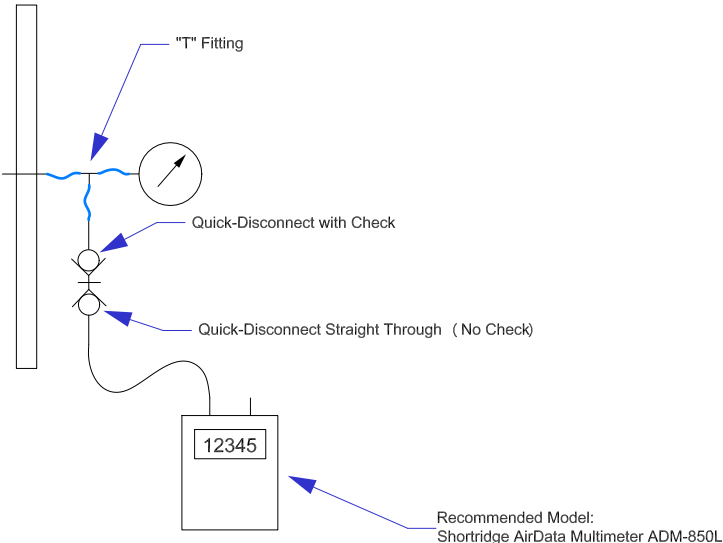 "T" Fitting
Quick-Disconnect with Check
Quick-Disconnect Straight Through ( No Check)
12345
Recommended Model:
Shortridge AirData Multimeter ADM-850L